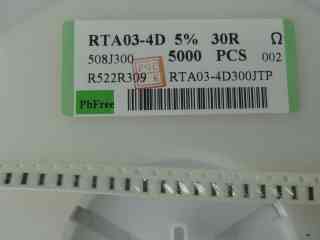 RTA03-4D 5% 30R Ω
508J300 5000 PCS 002
R522R309 RTA03-4D300JTP
PbFree